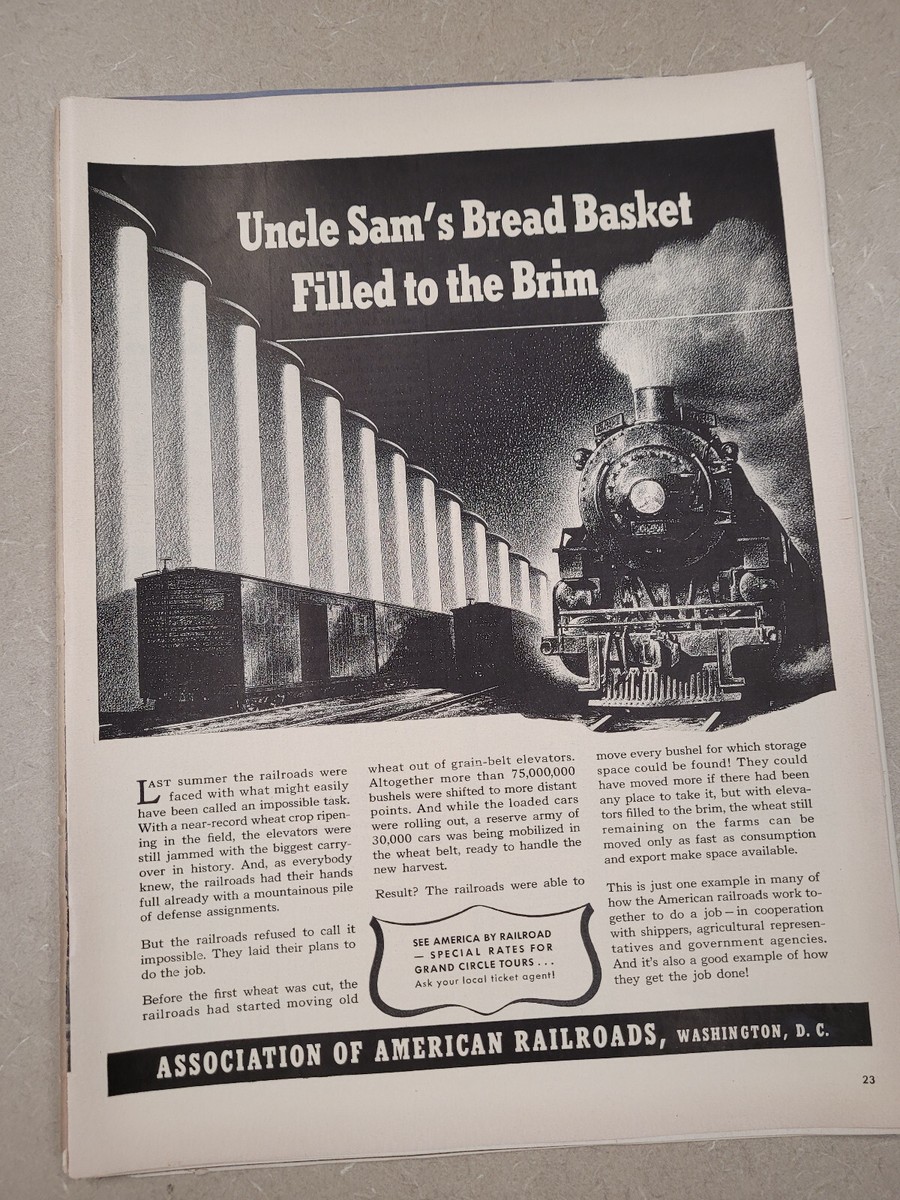 Uncle Sam's Bread Basket
Filled to the Brim
LAST summer the railroads were
faced with what might easily
have been called an impossible task.
With a near-record wheat crop ripen-
ing in the field, the elevators were
still jammed with the biggest carry-
over in history. And, as everybody
knew, the railroads had their hands
full already with a mountainous pile
of defense assignments.
But the railroads refused to call it
impossible. They laid their plans to
do the job.
Before the first wheat was cut, the
railroads had started moving old
wheat out of grain-belt elevators.
Altogether more than 75,000,000
bushels were shifted to more distant
points. And while the loaded cars
were rolling out, a reserve army of
30,000 cars was being mobilized in
the wheat belt, ready to handle the
new harvest.
Result? The railroads were able to
SEE AMERICA BY RAILROAD
— SPECIAL RATES FOR
GRAND CIRCLE TOURS . . .
Ask your local ticket agent!
move every bushel for which storage
space could be found! They could
have moved more if there had been
any place to take it, but with eleva-
tors filled to the brim, the wheat still
remaining on the farms can be
moved only as fast as consumption
and export make space available.
This is just one example in many of
how the American railroads work to-
gether to do a job — in cooperation
with shippers, agricultural represen-
tatives and government agencies.
And it's also a good example of how
they get the job done!
ASSOCIATION OF AMERICAN RAILROADS, WASHINGTON, D. C.
23